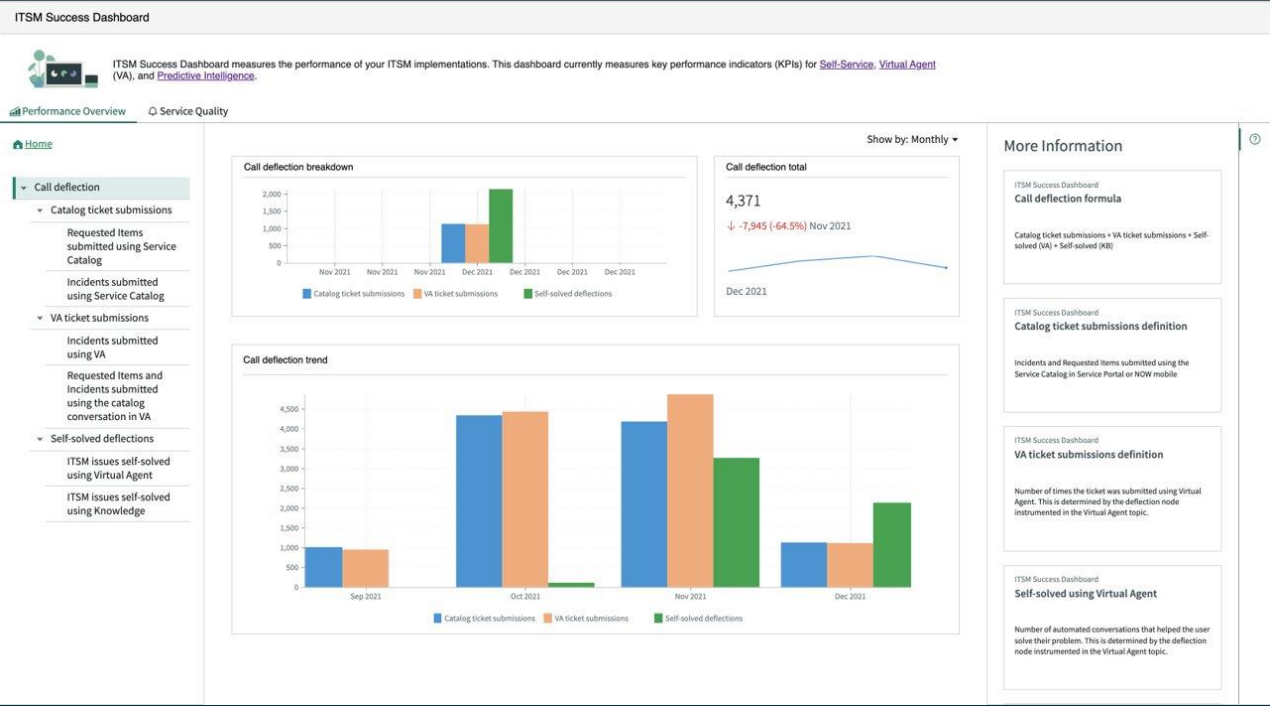 ITSM Success Dashboard
ITSM Success Dashboard measures the performance of your ITSM implementations. This dashboard currently measures key performance indicators (KPIs) for Self-Service, Virtual Agent
(VA), and Predictive Intelligence.
Performance Overview
Service Quality
Home
Call deflection
Catalog ticket submissions
Requested Items
submitted using Service
Catalog
Incidents submitted
using Service Catalog
VA ticket submissions
Incidents submitted
using VA
Requested Items and
Incidents submitted
using the catalog
conversation in VA
Self-solved deflections
ITSM issues self-solved
using Virtual Agent
ITSM issues self-solved
using Knowledge
Show by: Monthly
Call deflection breakdown
2,000
1,500
1,000
500
0
Nov 2021 Nov 2021 Nov 2021 Dec 2021 Dec 2021 Dec 2021 Dec 2021
Catalog ticket submissions VA ticket submissions Self-solved deflections
Call deflection total
4,371
↓ -7,945 (-64.5%) Nov 2021
Dec 2021
Call deflection trend
4,500
4,000
3,500
3,000
2,500
2,000
1,500
1,000
500
0
Sep 2021 Oct 2021 Nov 2021 Dec 2021
Catalog ticket submissions VA ticket submissions Self-solved deflections
More Information
ITSM Success Dashboard
Call deflection formula
Catalog ticket submissions + VA ticket submissions + Self-
solved (VA) + Self-solved (KB)
ITSM Success Dashboard
Catalog ticket submissions definition
Incidents and Requested Items submitted using the
Service Catalog in Service Portal or NOW mobile
ITSM Success Dashboard
VA ticket submissions definition
Number of times the ticket was submitted using Virtual
Agent. This is determined by the deflection node
instrumented in the Virtual Agent topic.
ITSM Success Dashboard
Self-solved using Virtual Agent
Number of automated conversations that helped the user
solve their problem. This is determined by the deflection
node instrumented in the Virtual Agent topic.
?